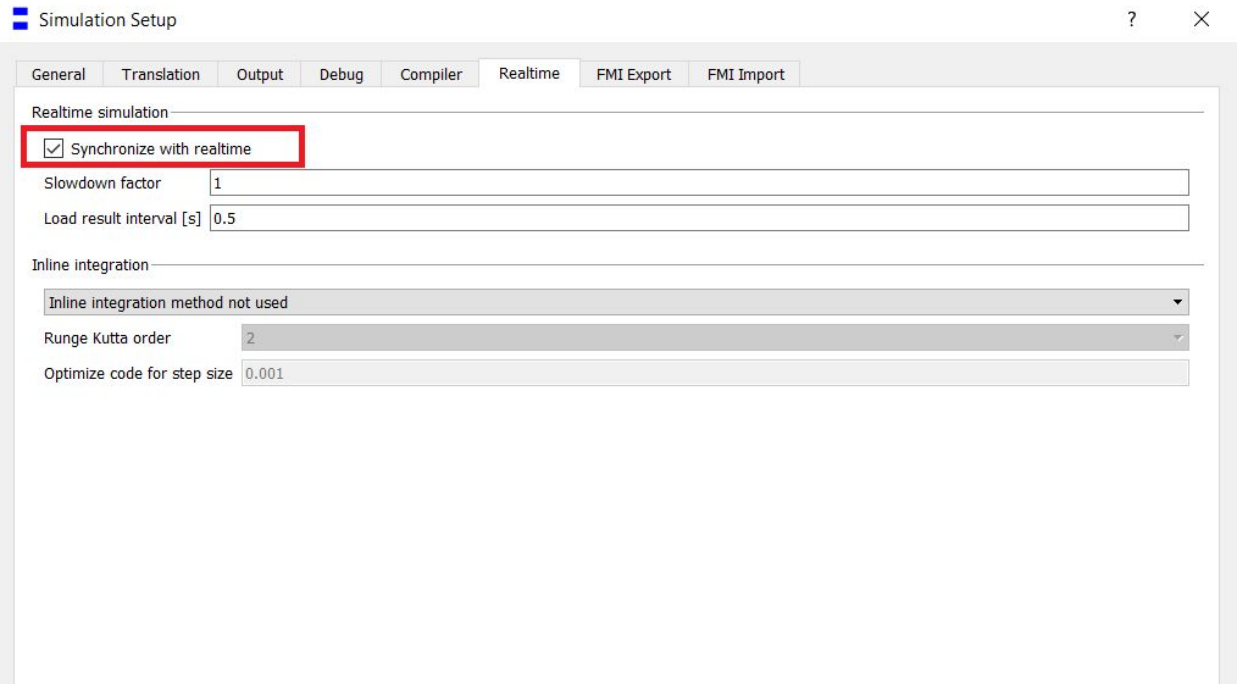 Simulation Setup ?
General Translation Output Debug Compiler Realtime FMI Export FMI Import
Realtime simulation
Synchronize with realtime
Slowdown factor 1
Load result interval [s] 0.5
Inline integration
Inline integration method not used
Runge Kutta order 2
Optimize code for step size 0.001